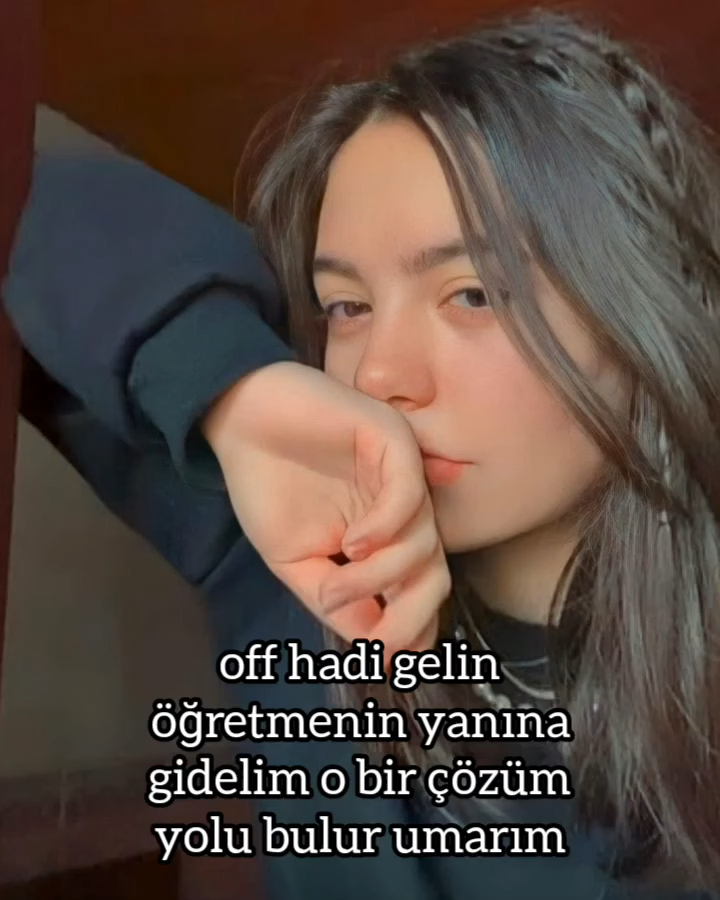 off hadi gelin
öğretmenin yanına
gidelim o bir çözüm
yolu bulur umarım